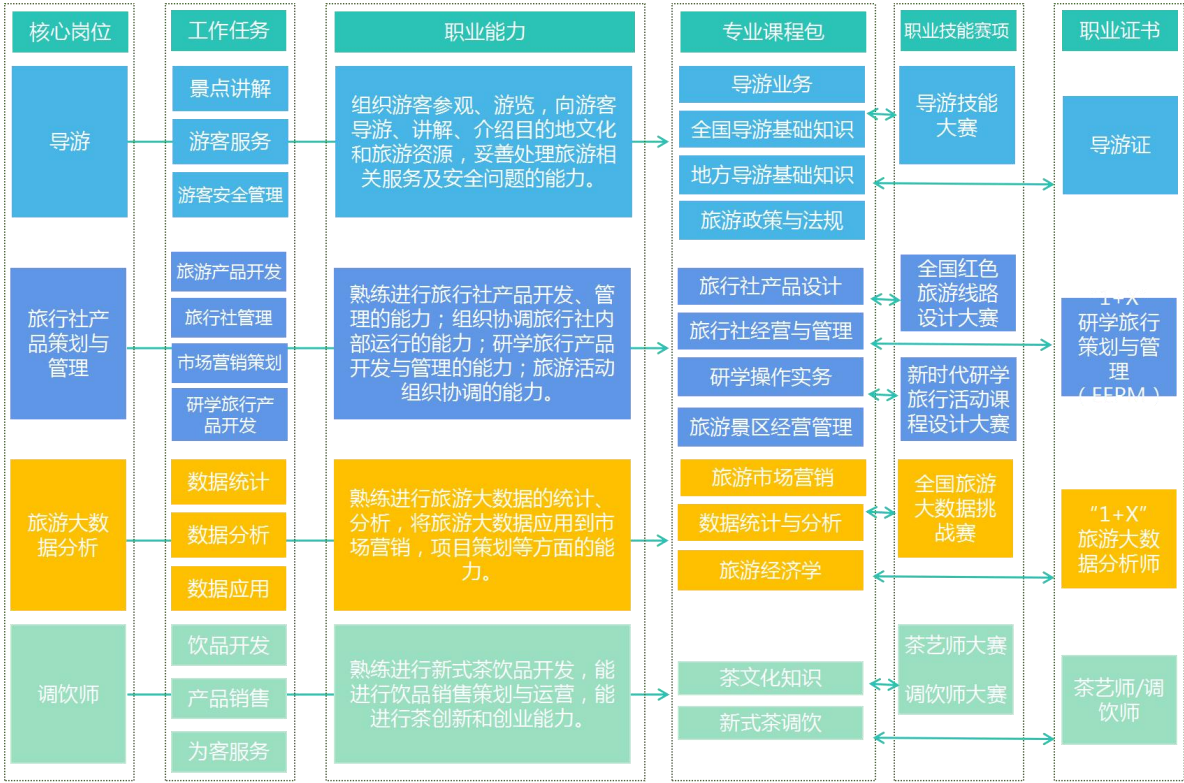 核心岗位
工作任务
职业能力
专业课程包
职业技能赛项
职业证书
导游
景点讲解
游客服务
游客安全管理
组织游客参观、游览，向游客
导游、讲解、介绍目的地文化
和旅游资源，妥善处理旅游相
关服务及安全问题的能力。
导游业务
全国导游基础知识
地方导游基础知识
旅游政策与法规
导游技能
大赛
导游证
旅行社产
品策划与
管理
旅游产品开发
旅行社管理
市场营销策划
研学旅行产
品开发
熟练进行旅行社产品开发、管
理的能力；组织协调旅行社内
部运行的能力；研学旅行产品
开发与管理的能力；旅游活动
组织协调的能力。
旅行社产品设计
旅行社经营与管理
研学操作实务
旅游景区经营管理
全国红色
旅游线路
设计大赛
新时代研学
旅行活动课
程设计大赛
1+X
研学旅行
策划与管
理
旅游大数
据分析
数据统计
数据分析
数据应用
熟练进行旅游大数据的统计、
分析，将旅游大数据应用到市
场营销，项目策划等方面的能
力。
旅游市场营销
数据统计与分析
旅游经济学
全国旅游
大数据挑
战赛
“1+X”
旅游大数
据分析师
调饮师
饮品开发
产品销售
为客服务
熟练进行新式茶饮品开发，能
进行饮品销售策划与运营，能
进行茶创新和创业能力。
茶文化知识
新式茶调饮
茶艺师大赛
调饮师大赛
茶艺师/调
饮师